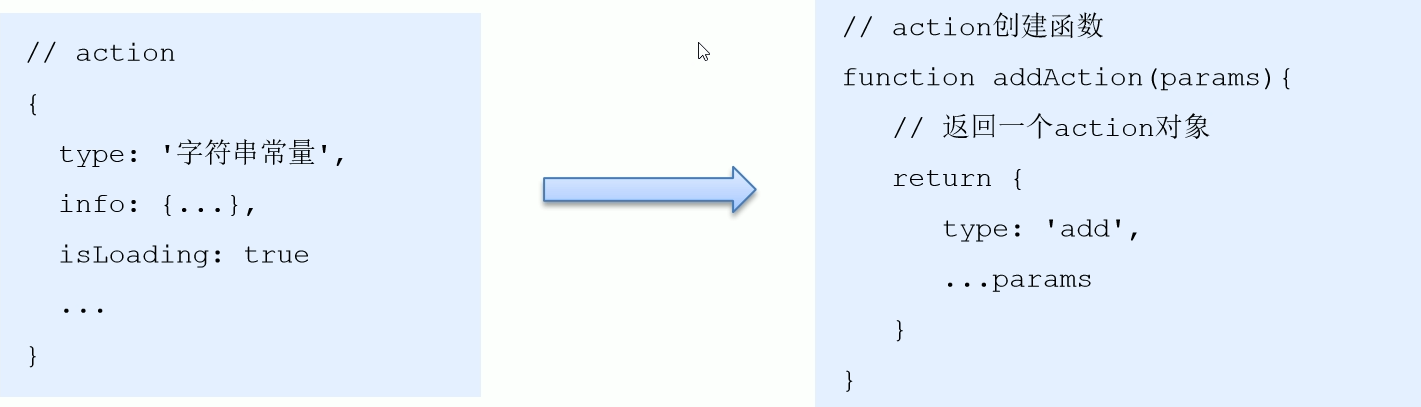 // action
{
type: '字符串常量',
info: {...},
isLoading: true
...
}
// action创建函数
function addAction(params){
// 返回一个action对象
return {
type: 'add',
...params
}
}